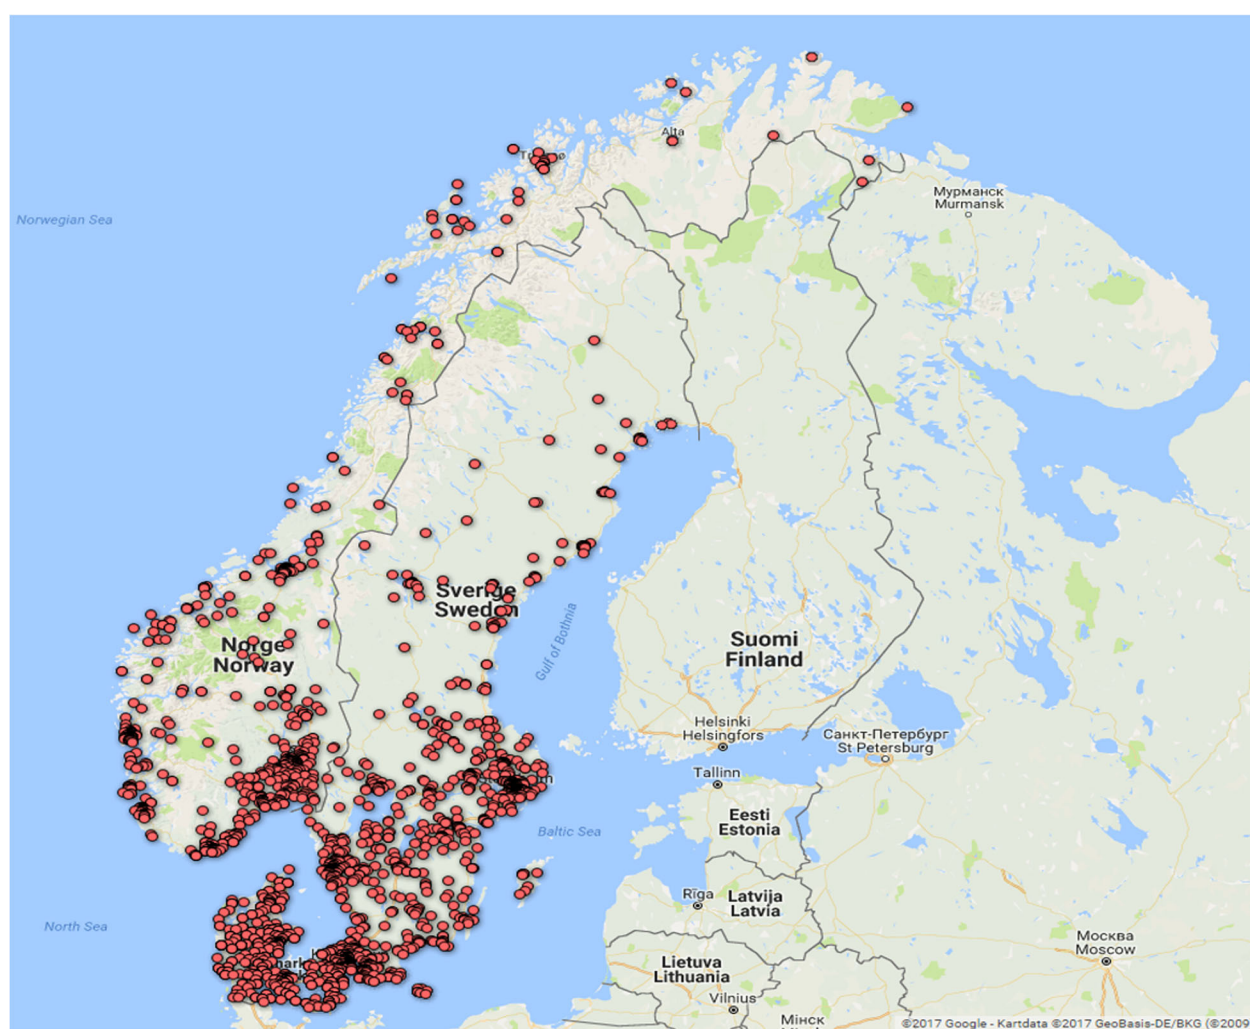 Alta
Norwegian Sea
Мурманск
Murmansk
Sverige
Sweden
Gulf of Bothnia
Norge
Norway
Suomi
Finland
Helsinki
Helsingfors
Санкт-Петербург
St Petersburg
Tallinn
Eesti
Estonia
Baltic Sea
Rīga
Latvija
Latvia
North Sea
Москва
Moscow
Lietuva
Lithuania
Vilnius
Мінск
©2017 Google - Kartdata ©2017 GeoBasis-DE/BKG (©2009